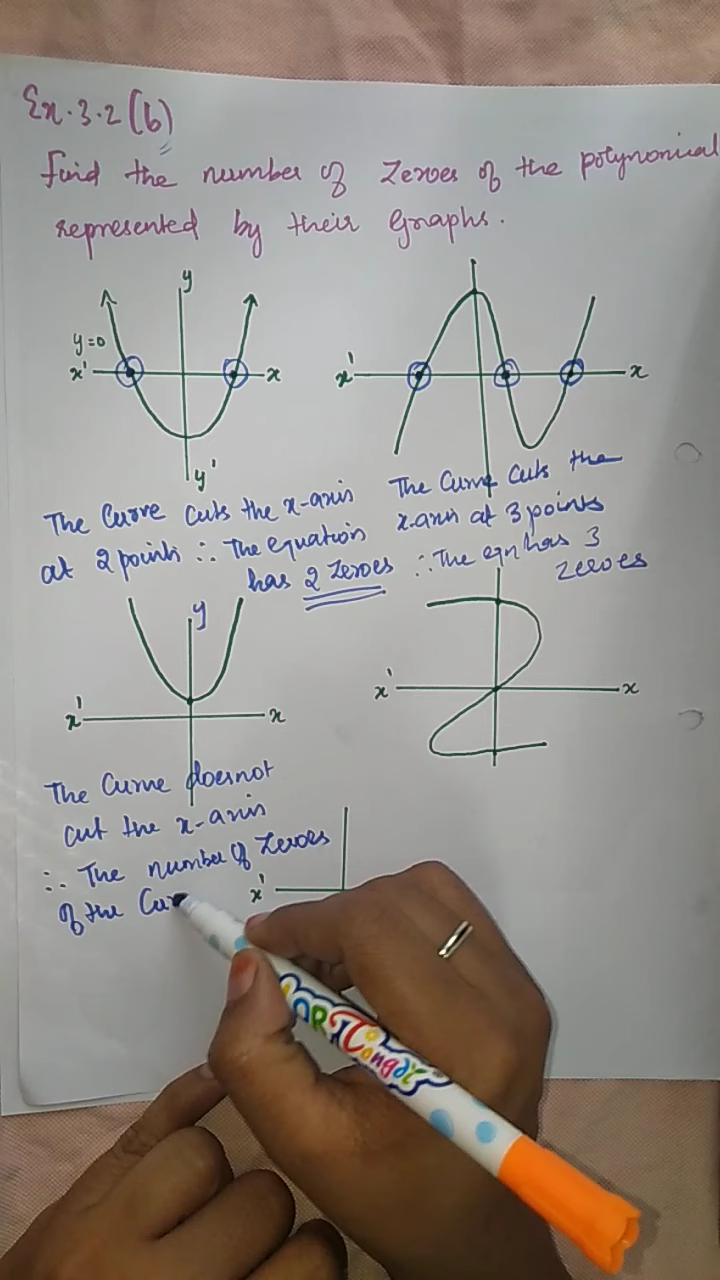 Ex.3.2(b)
Find the number of Zeroes of the polynomial
represented by their Graphs.
y
y=0
x' x
y'
x' x
The Curve cuts the x-axis
at 2 points ∴ The equation
has 2 Zeroes
The Curve Cuts the
x-axis at 3 points
∴ The eqn has 3
zeroes
y
x' x
x' x
The Curve doesnot
cut the x-axis
∴ The number of Zeroes
of the Cur
x'